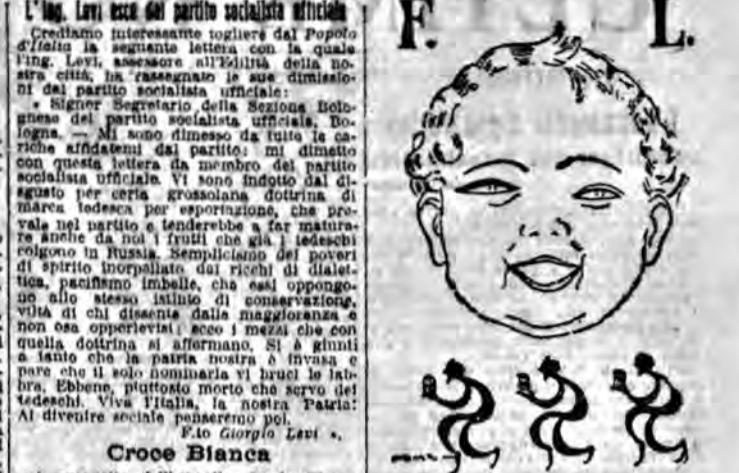 L'Ing. Levi esce del partito socialista ufficiale
Crediamo interessante togliere dal Popolo
d'Italia la seguente lettera con la quale
l'ing. Levi, assessore all'Edilità della no-
stra città, ha rassegnato le sue dimissio-
ni dal partito socialista ufficiale:
« Signor Segretario della Sezione Bolo-
gnese del partito socialista ufficiale, Bo-
logna. — Mi sono dimesso da tutte le ca-
riche affidatemi dal partito: mi dimetto
con questa lettera da membro del partito
socialista ufficiale. Vi sono indotto dal di-
sgusto per certa grossolana dottrina di
marca tedesca per esportazione, che pre-
vale nel partito e tenderebbe a far matura-
re anche da noi i frutti che già i tedeschi
colgono in Russia. Semplicismo dei poveri
di spirito inorpellato dai ricchi di dialet-
tica, pacifismo imbelle, che essi oppongo-
no allo stesso istinto di conservazione,
viltà di chi dissente dalla maggioranza e
non osa opporlevisi; ecco i mezzi che con
quella dottrina si affermano. Si è giunti
a tanto che la patria nostra è invasa e
pare che il solo nominarla vi bruci le lab-
bra. Ebbene, piuttosto morto che servo dei
tedeschi. Viva l'Italia, la nostra Patria!
Al divenire sociale penseremo poi.
F.to Giorgio Levi ».
Croce Bianca
F. L.